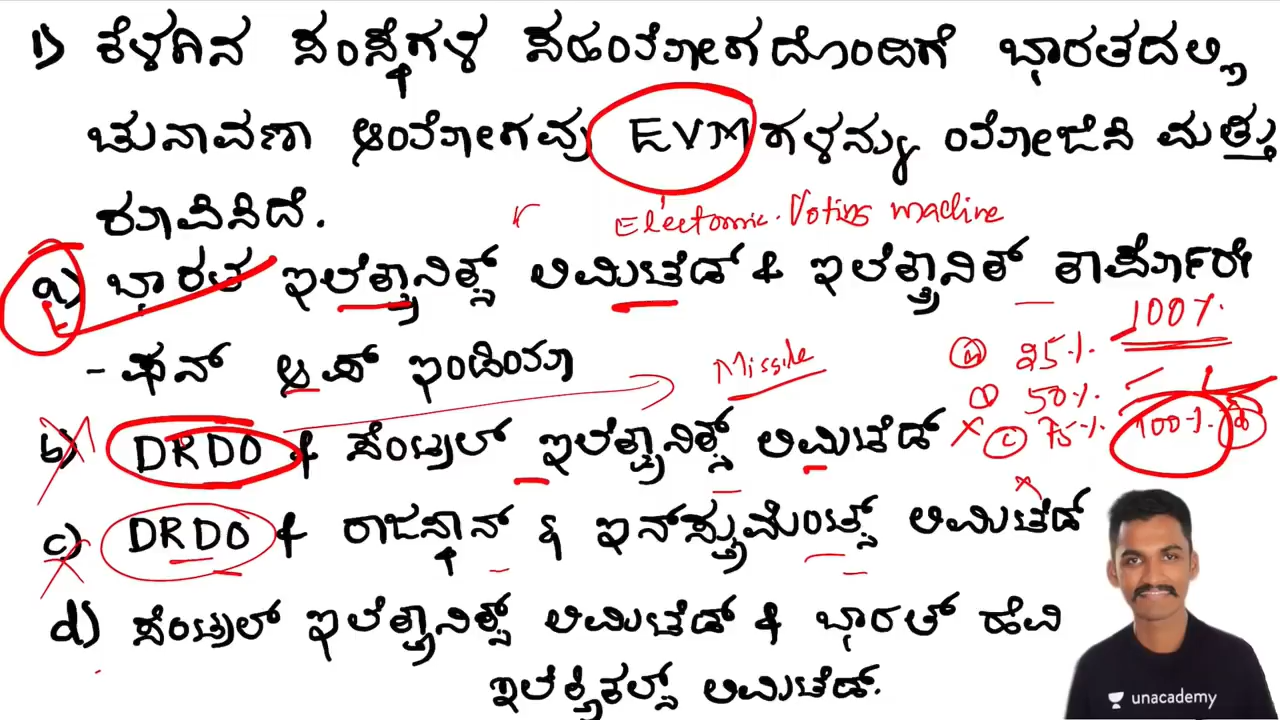 1) ಕೆಳಗಿನ ಸಂಸ್ಥೆಗಳ ಸಹಯೋಗದೊಂದಿಗೆ ಭಾರತದಲ್ಲಿ
ಚುನಾವಣಾ ಆಯೋಗವು EVM ಗಳನ್ನು ಯೋಜಿಸಿ ಮತ್ತು
ರೂಪಿಸಿದೆ.
Electomic. Voting machine
a) ಭಾರತ ಇಲೆಕ್ಟ್ರಾನಿಕ್ಸ್ ಲಿಮಿಟೆಡ್ & ಇಲೆಕ್ಟ್ರಾನಿಕ್ ಕಾರ್ಪೋರೇ
-ಷನ್ ಆಫ್ ಇಂಡಿಯಾ
100%.
25%.
Missile
50%.
b) DRDO & ಸೆಂಟ್ರಲ್ ಇಲೆಕ್ಟ್ರಾನಿಕ್ಸ್ ಲಿಮಿಟೆಡ್
c) 75%. 100%.
c) DRDO & ರಾಜಸ್ಥಾನ್ & ಇನ್‌ಸ್ಟ್ರುಮೆಂಟ್ಸ್ ಲಿಮಿಟೆಡ್
d) ಸೆಂಟ್ರಲ್ ಇಲೆಕ್ಟ್ರಾನಿಕ್ಸ್ ಲಿಮಿಟೆಡ್ & ಭಾರತ್ ಹೆವಿ
ಇಲೆಕ್ಟ್ರಿಕಲ್ಸ್ ಲಿಮಿಟೆಡ್.
unacademy